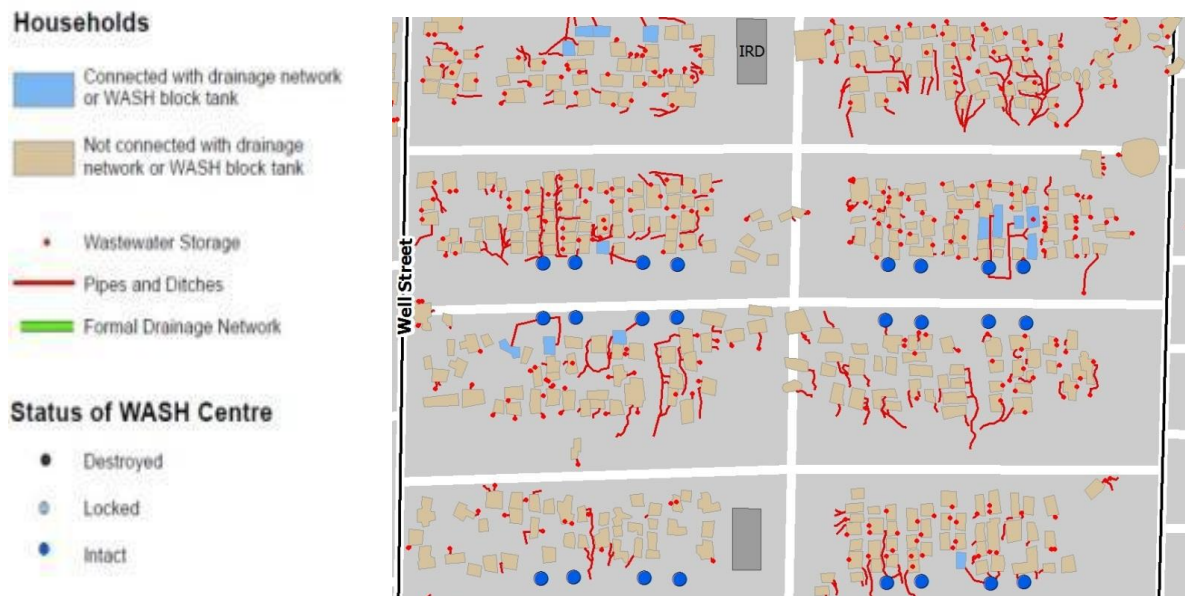 Households
Connected with drainage network
or WASH block tank
Not connected with drainage
network or WASH block tank
Wastewater Storage
Pipes and Ditches
Formal Drainage Network
Status of WASH Centre
Destroyed
Locked
Intact
IRD
Well Street